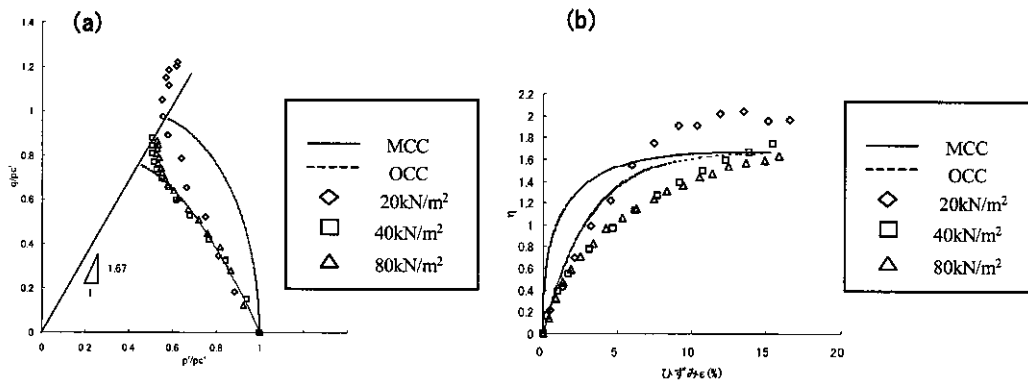 (a)
1.4
1.2
1
0.8
0.6
0.4
0.2
0
q/pc'
1.67
1
0
0.2
0.4
0.6
0.8
1
p'/pc'
MCC
OCC
20kN/m²
40kN/m²
80kN/m²
(b)
2.2
2
1.8
1.6
1.4
1.2
1
0.8
0.6
0.4
0.2
0
η
0
5
10
15
20
ひずみε(%)
MCC
OCC
20kN/m²
40kN/m²
80kN/m²